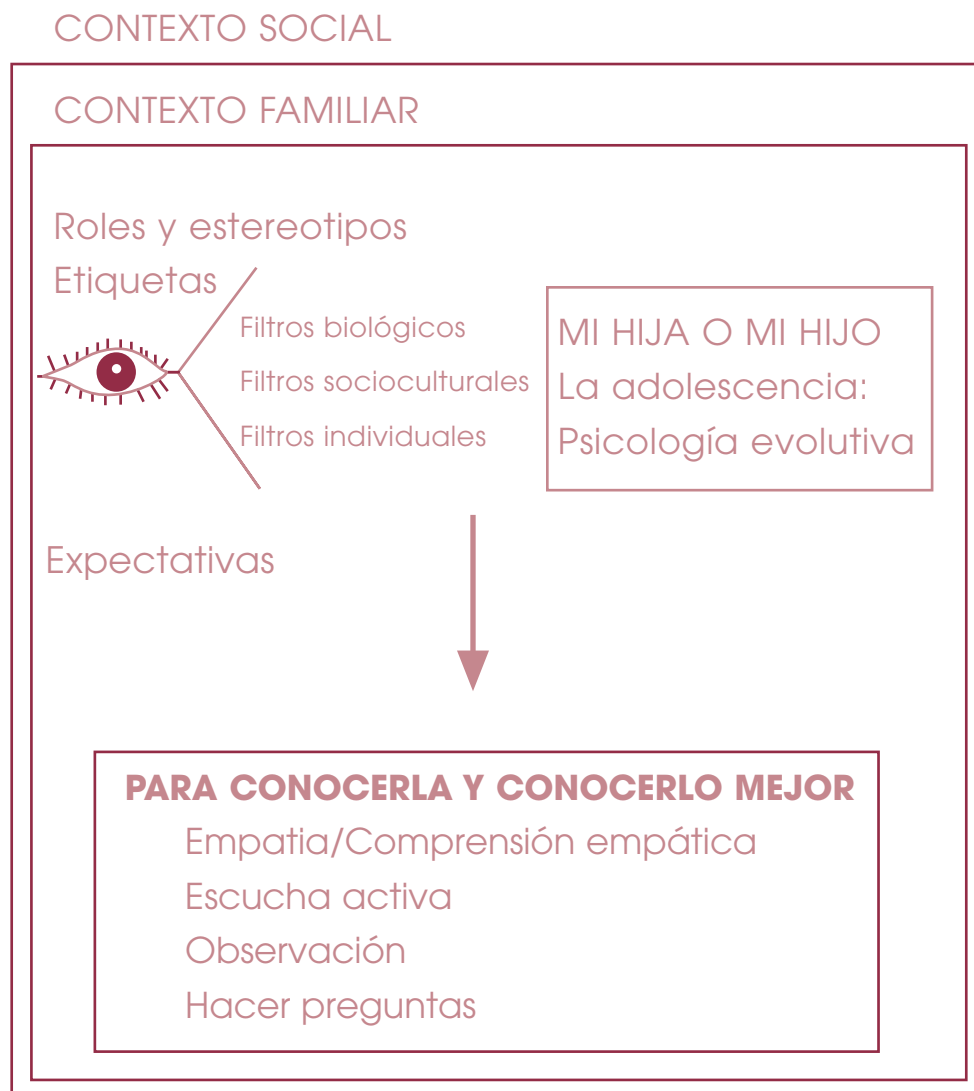 CONTEXTO SOCIAL
CONTEXTO FAMILIAR
Roles y estereotipos
Etiquetas
Filtros biológicos
Filtros socioculturales
Filtros individuales
MI HIJA O MI HIJO
La adolescencia:
Psicología evolutiva
Expectativas
PARA CONOCERLA Y CONOCERLO MEJOR
Empatia/Comprensión empática
Escucha activa
Observación
Hacer preguntas